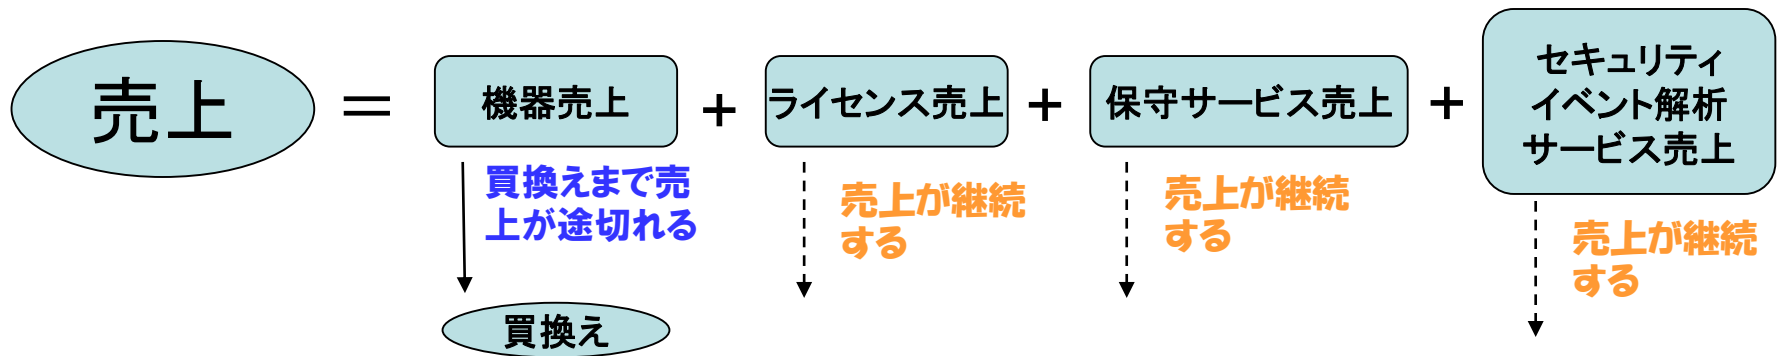 売上
＝
機器売上
+
ライセンス売上
+
保守サービス売上
+
セキュリティ
イベント解析
サービス売上
買換えまで売
上が途切れる
売上が継続
する
売上が継続
する
売上が継続
する
買換え